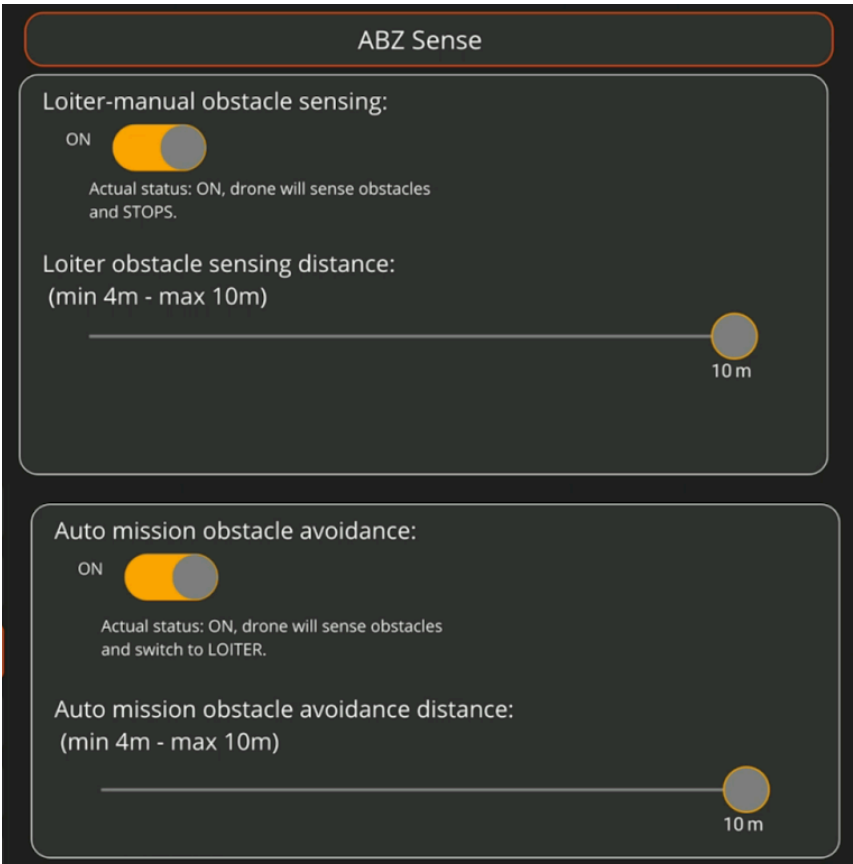 ABZ Sense
Loiter-manual obstacle sensing:
ON
Actual status: ON, drone will sense obstacles
and STOPS.
Loiter obstacle sensing distance:
(min 4m - max 10m)
10 m
Auto mission obstacle avoidance:
ON
Actual status: ON, drone will sense obstacles
and switch to LOITER.
Auto mission obstacle avoidance distance:
(min 4m - max 10m)
10 m